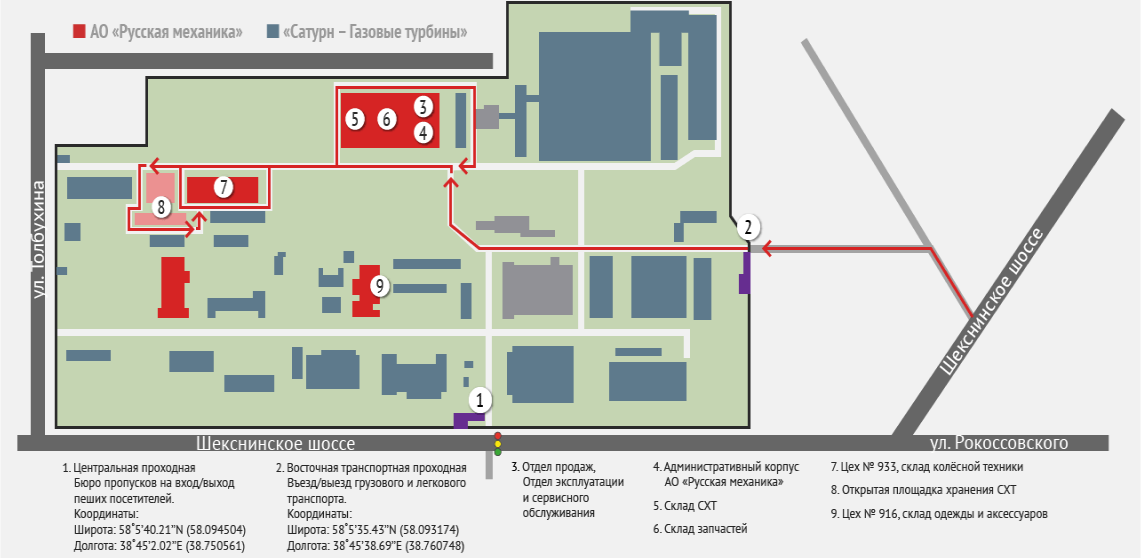 АО «Русская механика»
«Сатурн – Газовые турбины»
3
5
6
4
7
8
2
9
1
ул. Толбухина
Шекснинское шоссе
Шекснинское шоссе
ул. Рокоссовского
1. Центральная проходная
Бюро пропусков на вход/выход
пеших посетителей.
Координаты:
Широта: 58˚5’40.21”N (58.094504)
Долгота: 38˚45’2.02”E (38.750561)
2. Восточная транспортная проходная
Въезд/выезд грузового и легкового
транспорта.
Координаты:
Широта: 58˚5’35.43”N (58.093174)
Долгота: 38˚45’38.69”E (38.760748)
3. Отдел продаж,
Отдел эксплуатации
и сервисного
обслуживания
4. Административный корпус
АО «Русская механика»
5. Склад СХТ
6. Склад запчастей
7. Цех № 933, склад колёсной техники
8. Открытая площадка хранения СХТ
9. Цех № 916, склад одежды и аксессуаров